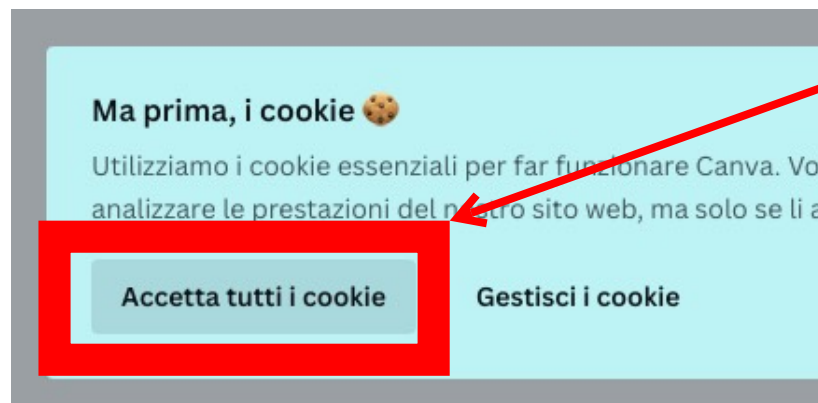 Ma prima, i cookie 🍪
Utilizziamo i cookie essenziali per far funzionare Canva. Vo
analizzare le prestazioni del nostro sito web, ma solo se li a
Accetta tutti i cookie
Gestisci i cookie